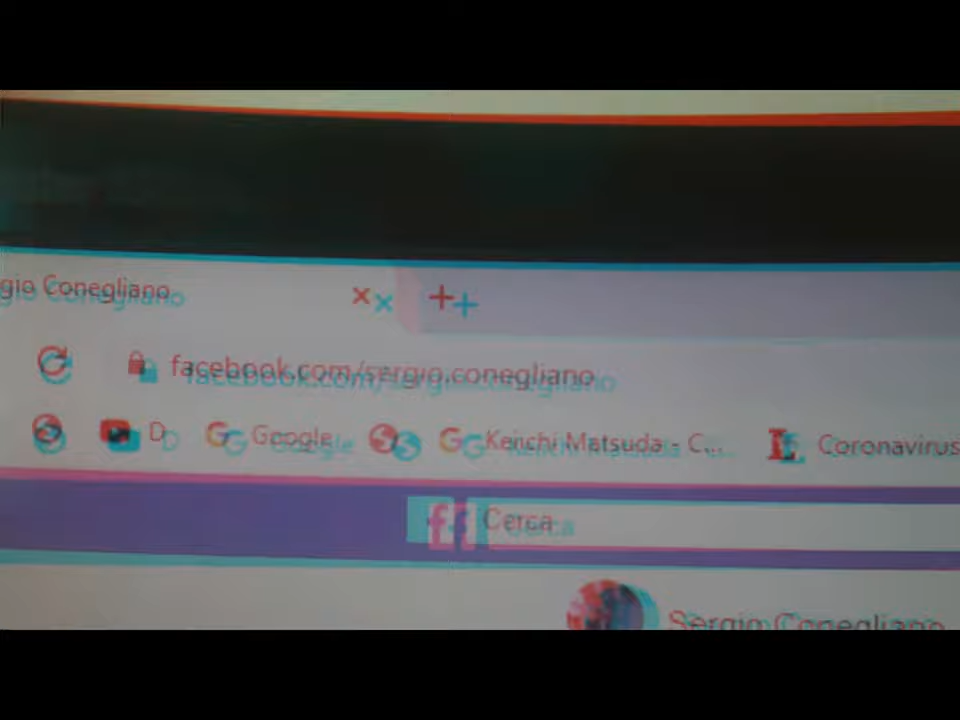 gio Conegliano
facebook.com/sergio.conegliano
D Google Keiichi Matsuda - C... Coronavirus
f Cerca
Sergio Conegliano